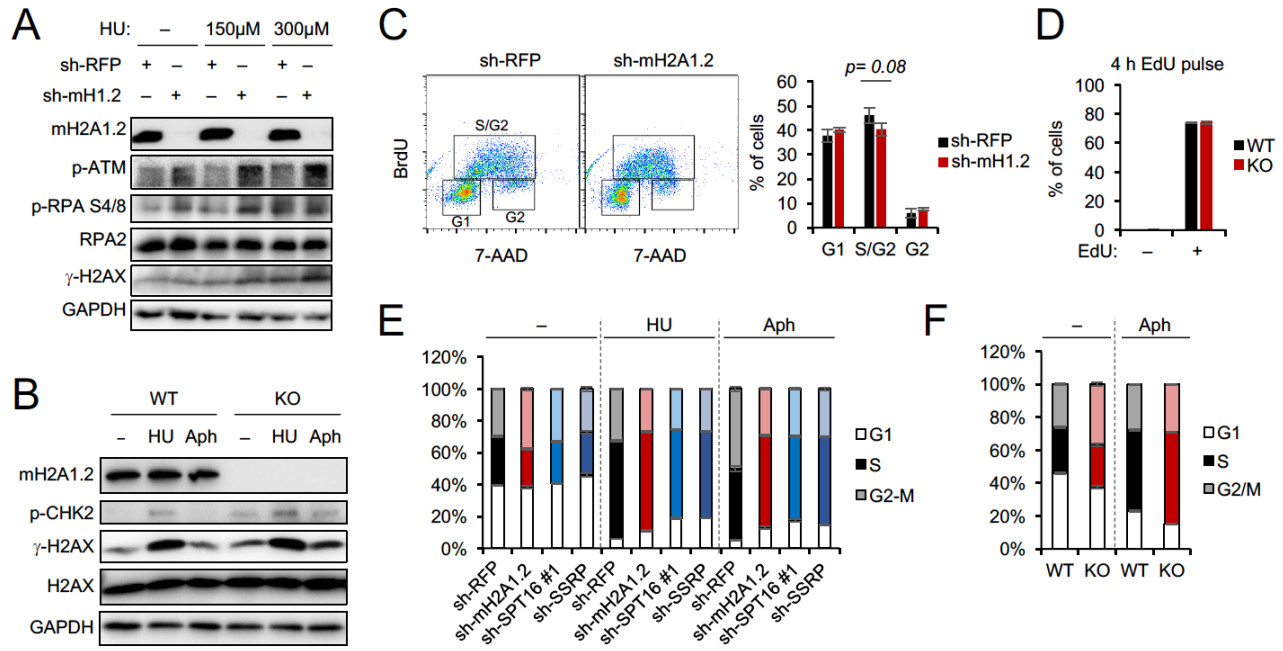 A
HU: – 150µM 300µM
sh-RFP + – + – + –
sh-mH1.2 – + – + – +
mH2A1.2
p-ATM
p-RPA S4/8
RPA2
γ-H2AX
GAPDH
B
WT KO
– HU Aph – HU Aph
mH2A1.2
p-CHK2
γ-H2AX
H2AX
GAPDH
C
sh-RFP sh-mH2A1.2
BrdU
S/G2
G1 G2
7-AAD 7-AAD
p= 0.08
% of cells
60
50
40
30
20
10
0
G1 S/G2 G2
sh-RFP
sh-mH1.2
D
4 h EdU pulse
% of cells
100
80
60
40
20
0
EdU: – +
WT
KO
E
– HU Aph
120%
100%
80%
60%
40%
20%
0%
sh-RFP
sh-mH2A1.2
sh-SPT16 #1
sh-SSRP
sh-RFP
sh-mH2A1.2
sh-SPT16 #1
sh-SSRP
sh-RFP
sh-mH2A1.2
sh-SPT16 #1
sh-SSRP
G1
S
G2-M
F
– Aph
120%
100%
80%
60%
40%
20%
0%
WT KO WT KO
G1
S
G2/M